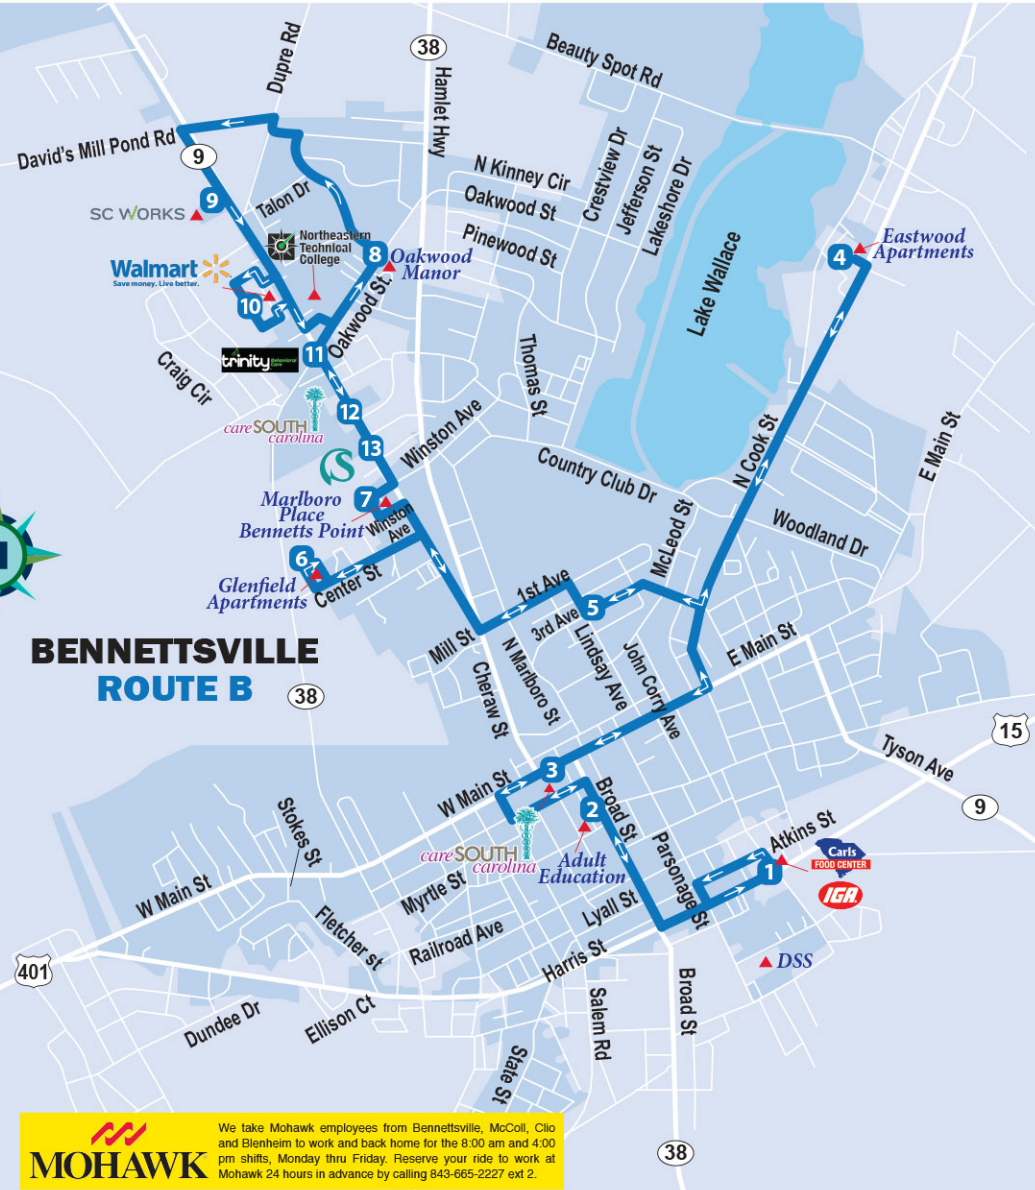 38
Beauty Spot Rd
Dupre Rd
Hamlet Hwy
David's Mill Pond Rd
9
N Kinney Cir
Crestview Dr
Jefferson St
Lakeshore Dr
Talon Dr
Oakwood St
9
SC WORKS
Pinewood St
Northeastern
Technical
College
8
Oakwood
Manor
4
Eastwood
Apartments
Lake Wallace
Walmart
Save money. Live better.
10
Oakwood St.
11
trinity Behavioral
Care
Craig Cir
Thomas St
12
careSOUTH
carolina
13
Winston Ave
N Cook St
E Main St
Country Club Dr
7
Marlboro
Place
Bennetts Point
Winston
Ave
McLeod St
Woodland Dr
6
Glenfield
Apartments
Center St
1st Ave
5
3rd Ave
Mill St
Lindsay Ave
John Corry Ave
E Main St
BENNETTSVILLE
ROUTE B
N Marlboro St
Cheraw St
38
15
Tyson Ave
3
W Main St
2
Broad St
9
Stokes St
Atkins St
Carls
FOOD CENTER
careSOUTH
carolina
Adult
Education
Parsonage St
1
IGA
Myrtle St
W Main St
Lyall St
Fletcher st
Railroad Ave
Harris St
DSS
401
Broad St
Salem Rd
Dundee Dr
Ellison Ct
State St
38
MOHAWK
We take Mohawk employees from Bennettsville, McColl, Clio
and Blenheim to work and back home for the 8:00 am and 4:00
pm shifts, Monday thru Friday. Reserve your ride to work at
Mohawk 24 hours in advance by calling 843-665-2227 ext 2.